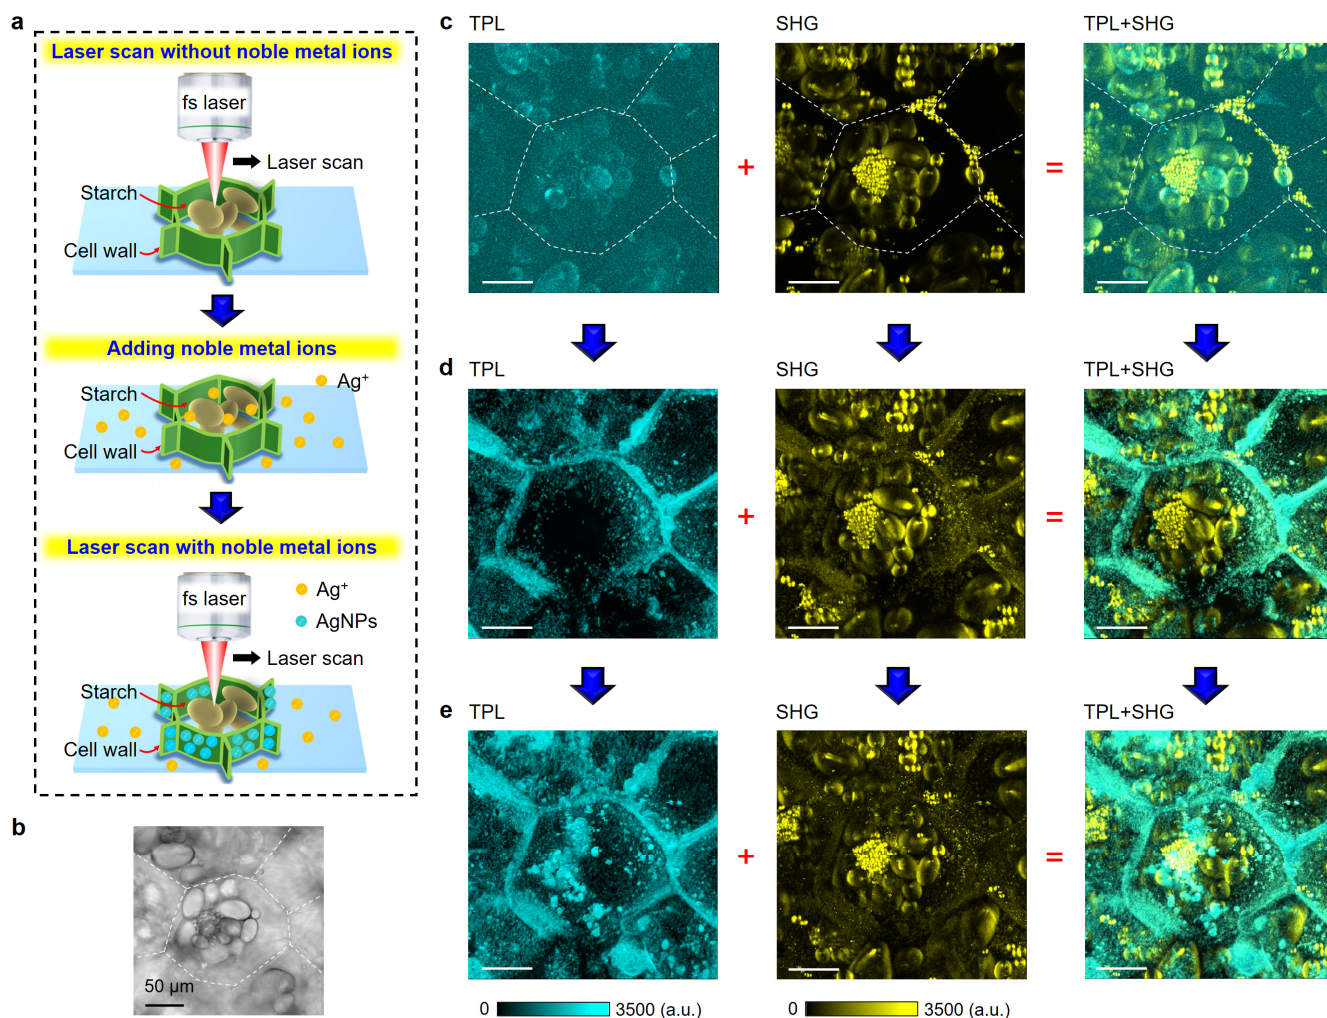 a
Laser scan without noble metal ions
fs laser
Laser scan
Starch
Cell wall
Adding noble metal ions
Ag⁺
Starch
Cell wall
Laser scan with noble metal ions
fs laser
Ag⁺
AgNPs
Laser scan
Starch
Cell wall
b
50 μm
c
TPL
SHG
TPL+SHG
+
=
d
TPL
SHG
TPL+SHG
+
=
e
TPL
SHG
TPL+SHG
+
=
0 3500 (a.u.)
0 3500 (a.u.)